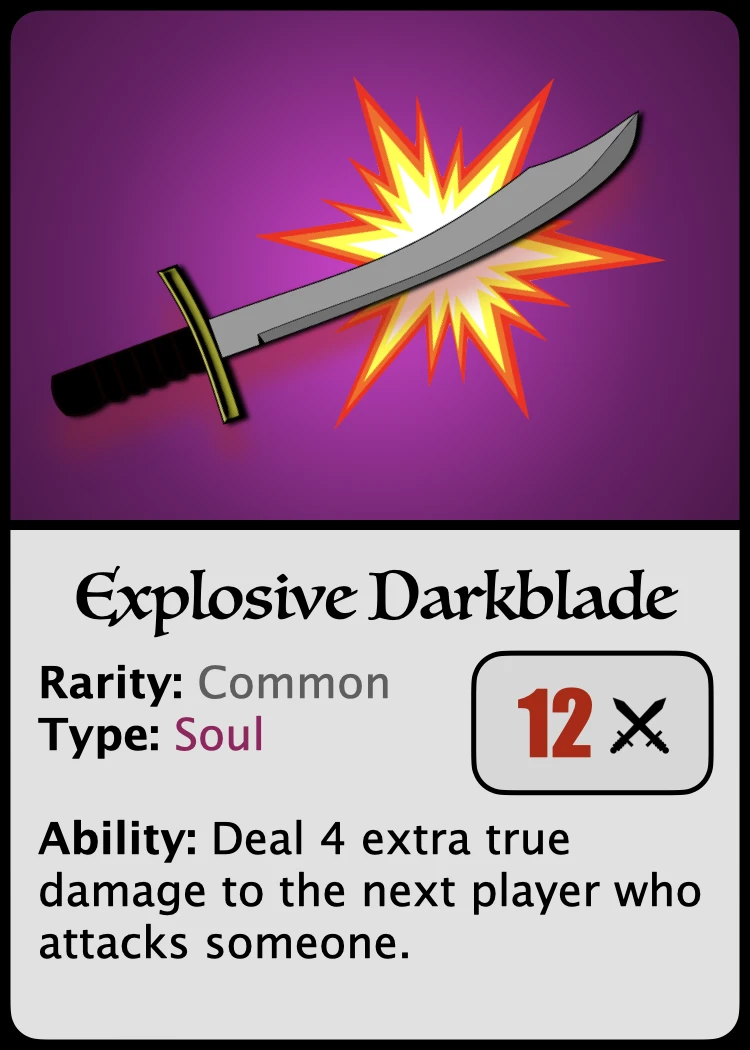 Explosive Darkblade
Rarity: Common
Type: Soul
12
Ability: Deal 4 extra true
damage to the next player who
attacks someone.